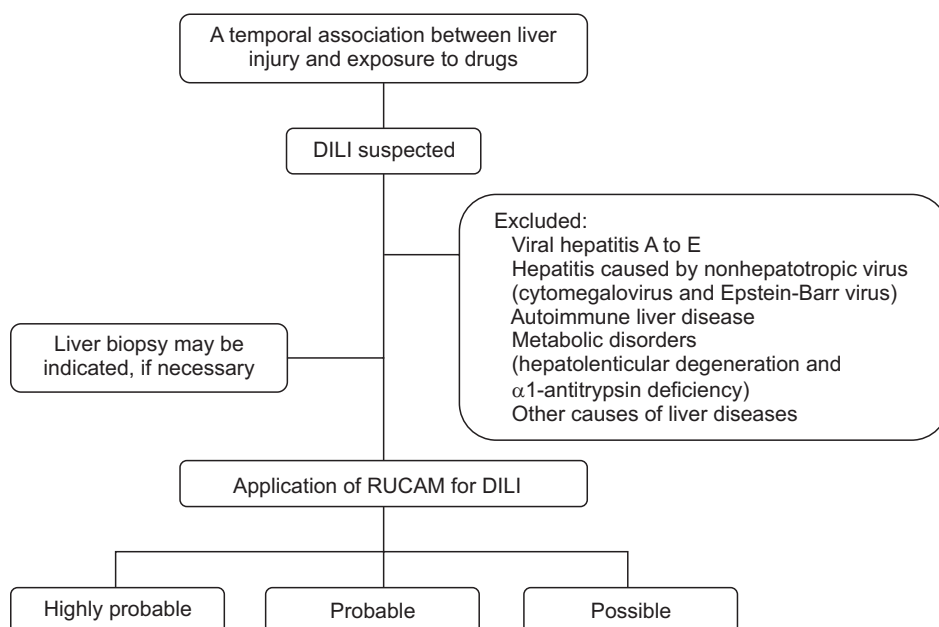 A temporal association between liver
injury and exposure to drugs
DILI suspected
Excluded:
Viral hepatitis A to E
Hepatitis caused by nonhepatotropic virus
(cytomegalovirus and Epstein-Barr virus)
Autoimmune liver disease
Metabolic disorders
(hepatolenticular degeneration and
α1-antitrypsin deficiency)
Other causes of liver diseases
Liver biopsy may be
indicated, if necessary
Application of RUCAM for DILI
Highly probable
Probable
Possible